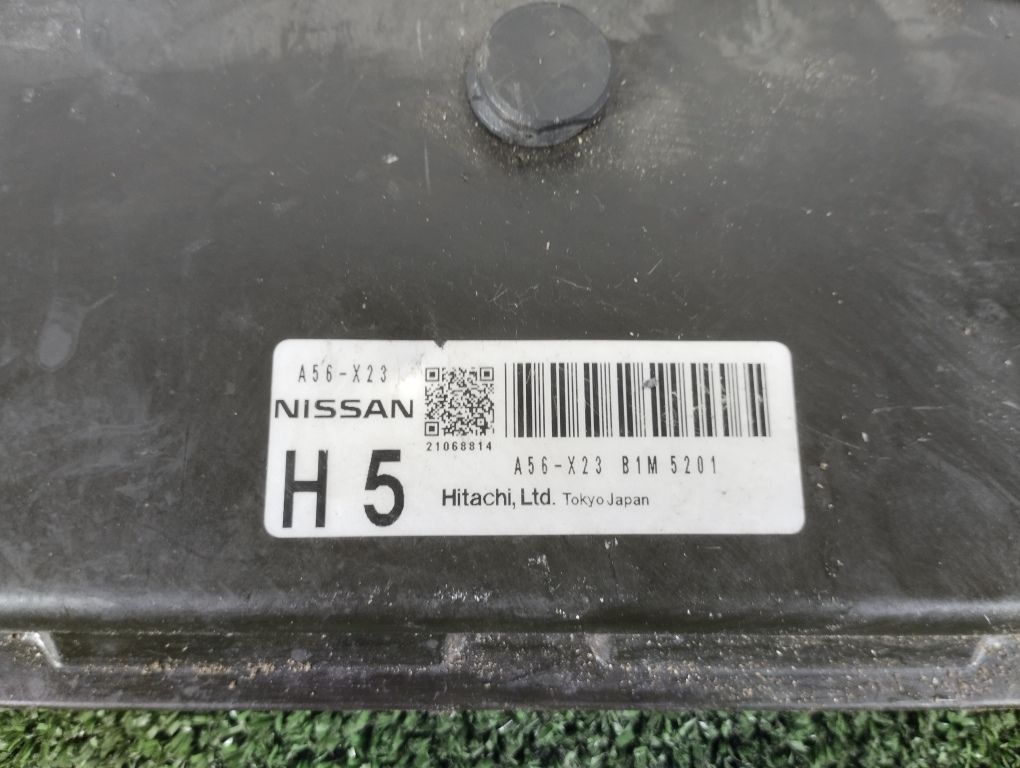 A56-X23
NISSAN
21068814
H 5
A56-X23 B1M 5201
Hitachi, Ltd. Tokyo Japan